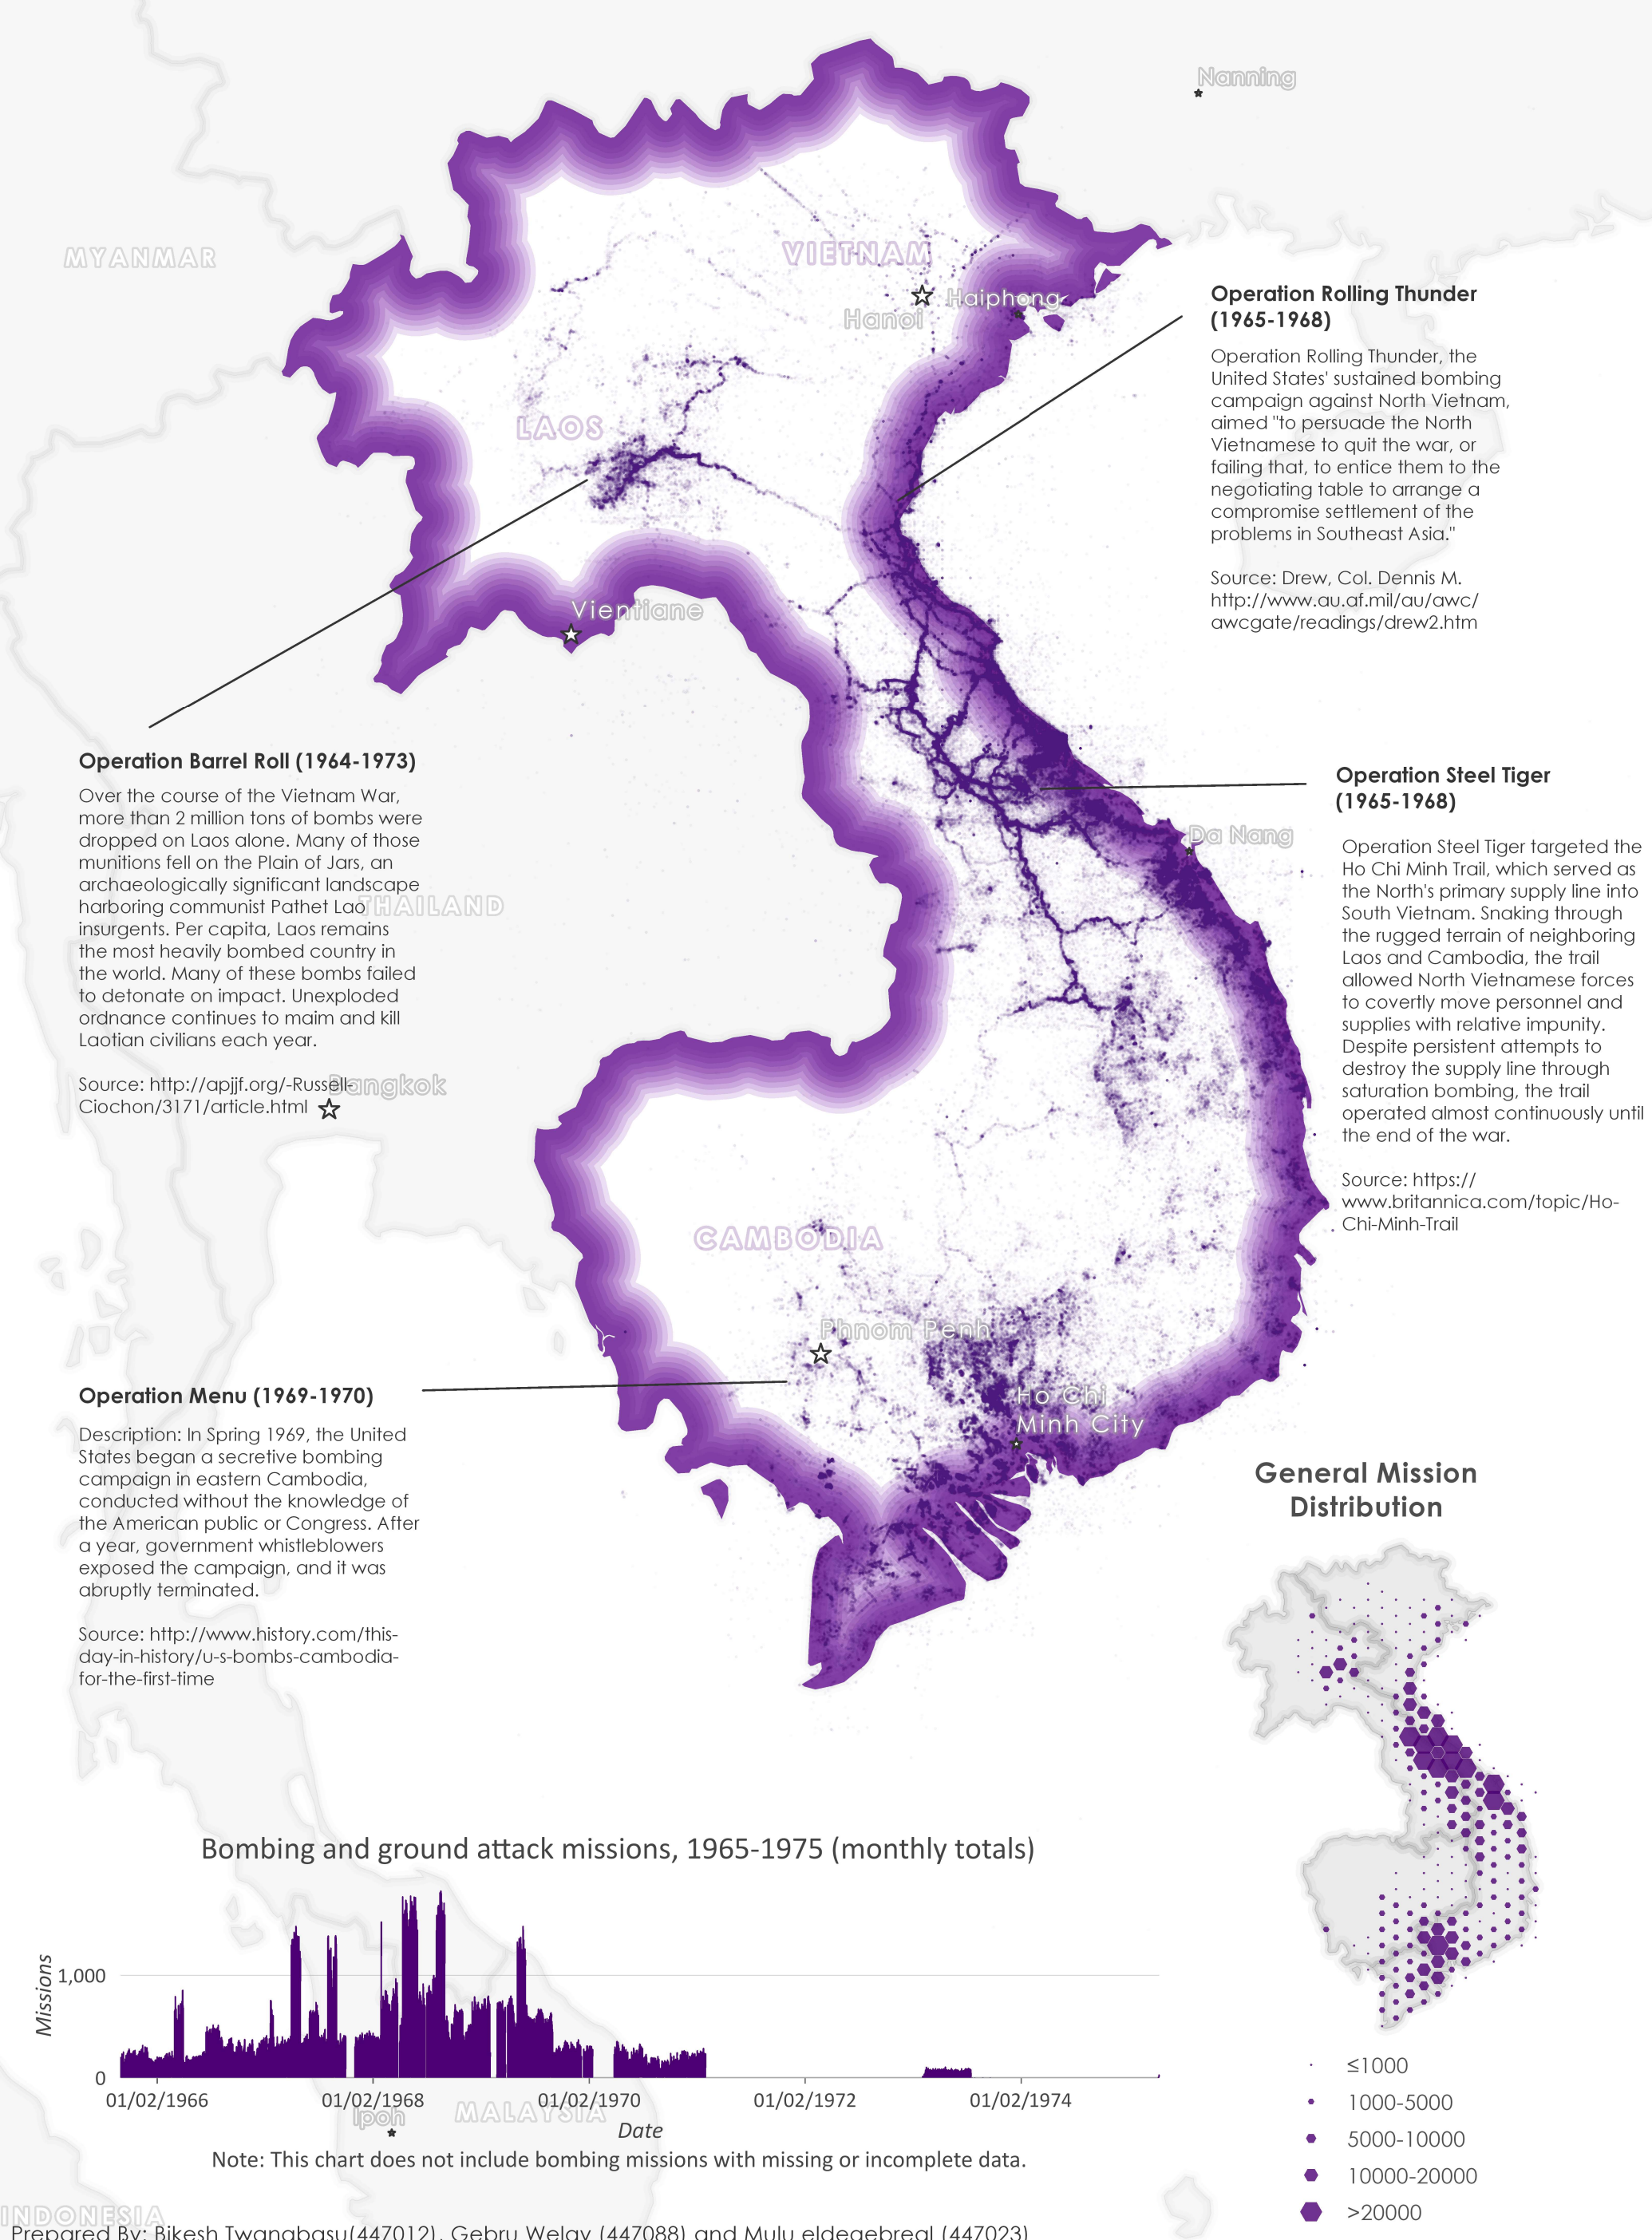 Nanning
MYANMAR
VIETNAM
Hanoi
Haiphong
LAOS
Vientiane
Operation Rolling Thunder
(1965-1968)
Operation Rolling Thunder, the
United States' sustained bombing
campaign against North Vietnam,
aimed "to persuade the North
Vietnamese to quit the war, or
failing that, to entice them to the
negotiating table to arrange a
compromise settlement of the
problems in Southeast Asia."
Source: Drew, Col. Dennis M.
http://www.au.af.mil/au/awc/
awcgate/readings/drew2.htm
Operation Barrel Roll (1964-1973)
Over the course of the Vietnam War,
more than 2 million tons of bombs were
dropped on Laos alone. Many of those
munitions fell on the Plain of Jars, an
archaeologically significant landscape
harboring communist Pathet Lao
insurgents. Per capita, Laos remains
the most heavily bombed country in
the world. Many of these bombs failed
to detonate on impact. Unexploded
ordnance continues to maim and kill
Laotian civilians each year.
Source: http://apjjf.org/-Russell-
Ciochon/3171/article.html
THAILAND
Bangkok
Da Nang
Operation Steel Tiger
(1965-1968)
Operation Steel Tiger targeted the
Ho Chi Minh Trail, which served as
the North's primary supply line into
South Vietnam. Snaking through
the rugged terrain of neighboring
Laos and Cambodia, the trail
allowed North Vietnamese forces
to covertly move personnel and
supplies with relative impunity.
Despite persistent attempts to
destroy the supply line through
saturation bombing, the trail
operated almost continuously until
the end of the war.
Source: https://
www.britannica.com/topic/Ho-
Chi-Minh-Trail
CAMBODIA
Phnom Penh
Ho Chi
Minh City
Operation Menu (1969-1970)
Description: In Spring 1969, the United
States began a secretive bombing
campaign in eastern Cambodia,
conducted without the knowledge of
the American public or Congress. After
a year, government whistleblowers
exposed the campaign, and it was
abruptly terminated.
Source: http://www.history.com/this-
day-in-history/u-s-bombs-cambodia-
for-the-first-time
General Mission
Distribution
≤1000
1000-5000
5000-10000
10000-20000
>20000
Bombing and ground attack missions, 1965-1975 (monthly totals)
Missions
1,000
0
01/02/1966
01/02/1968
01/02/1970
01/02/1972
01/02/1974
Date
Ipoh
MALAYSIA
Note: This chart does not include bombing missions with missing or incomplete data.
INDONESIA
Prepared By: Bikesh Twanabasu(447012), Gebru Welay (447088) and Mulu eldegebreal (447023)